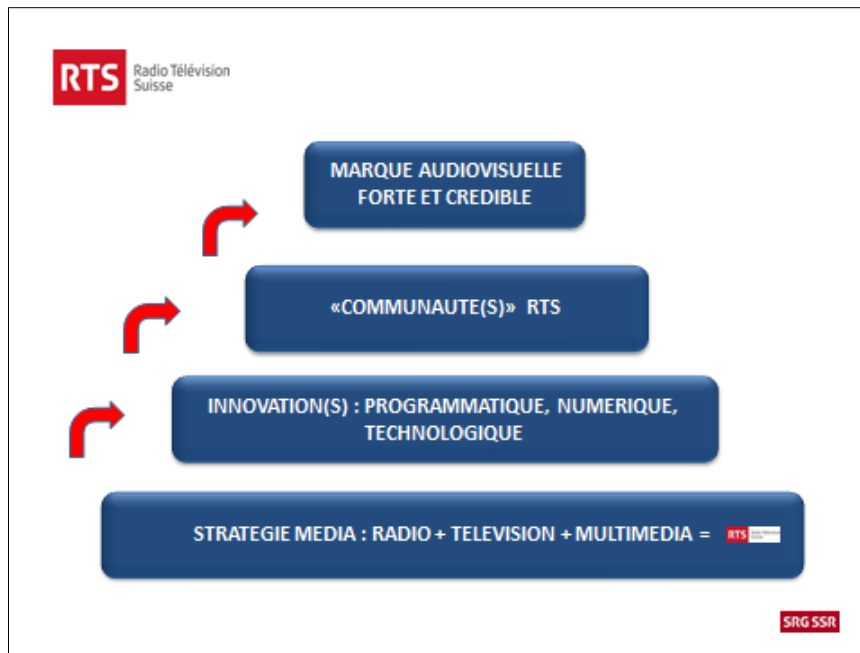 RTS Radio Télévision
Suisse
MARQUE AUDIOVISUELLE
FORTE ET CREDIBLE
«COMMUNAUTE(S)» RTS
INNOVATION(S) : PROGRAMMATIQUE, NUMERIQUE,
TECHNOLOGIQUE
STRATEGIE MEDIA : RADIO + TELEVISION + MULTIMEDIA = RTS
SRG SSR